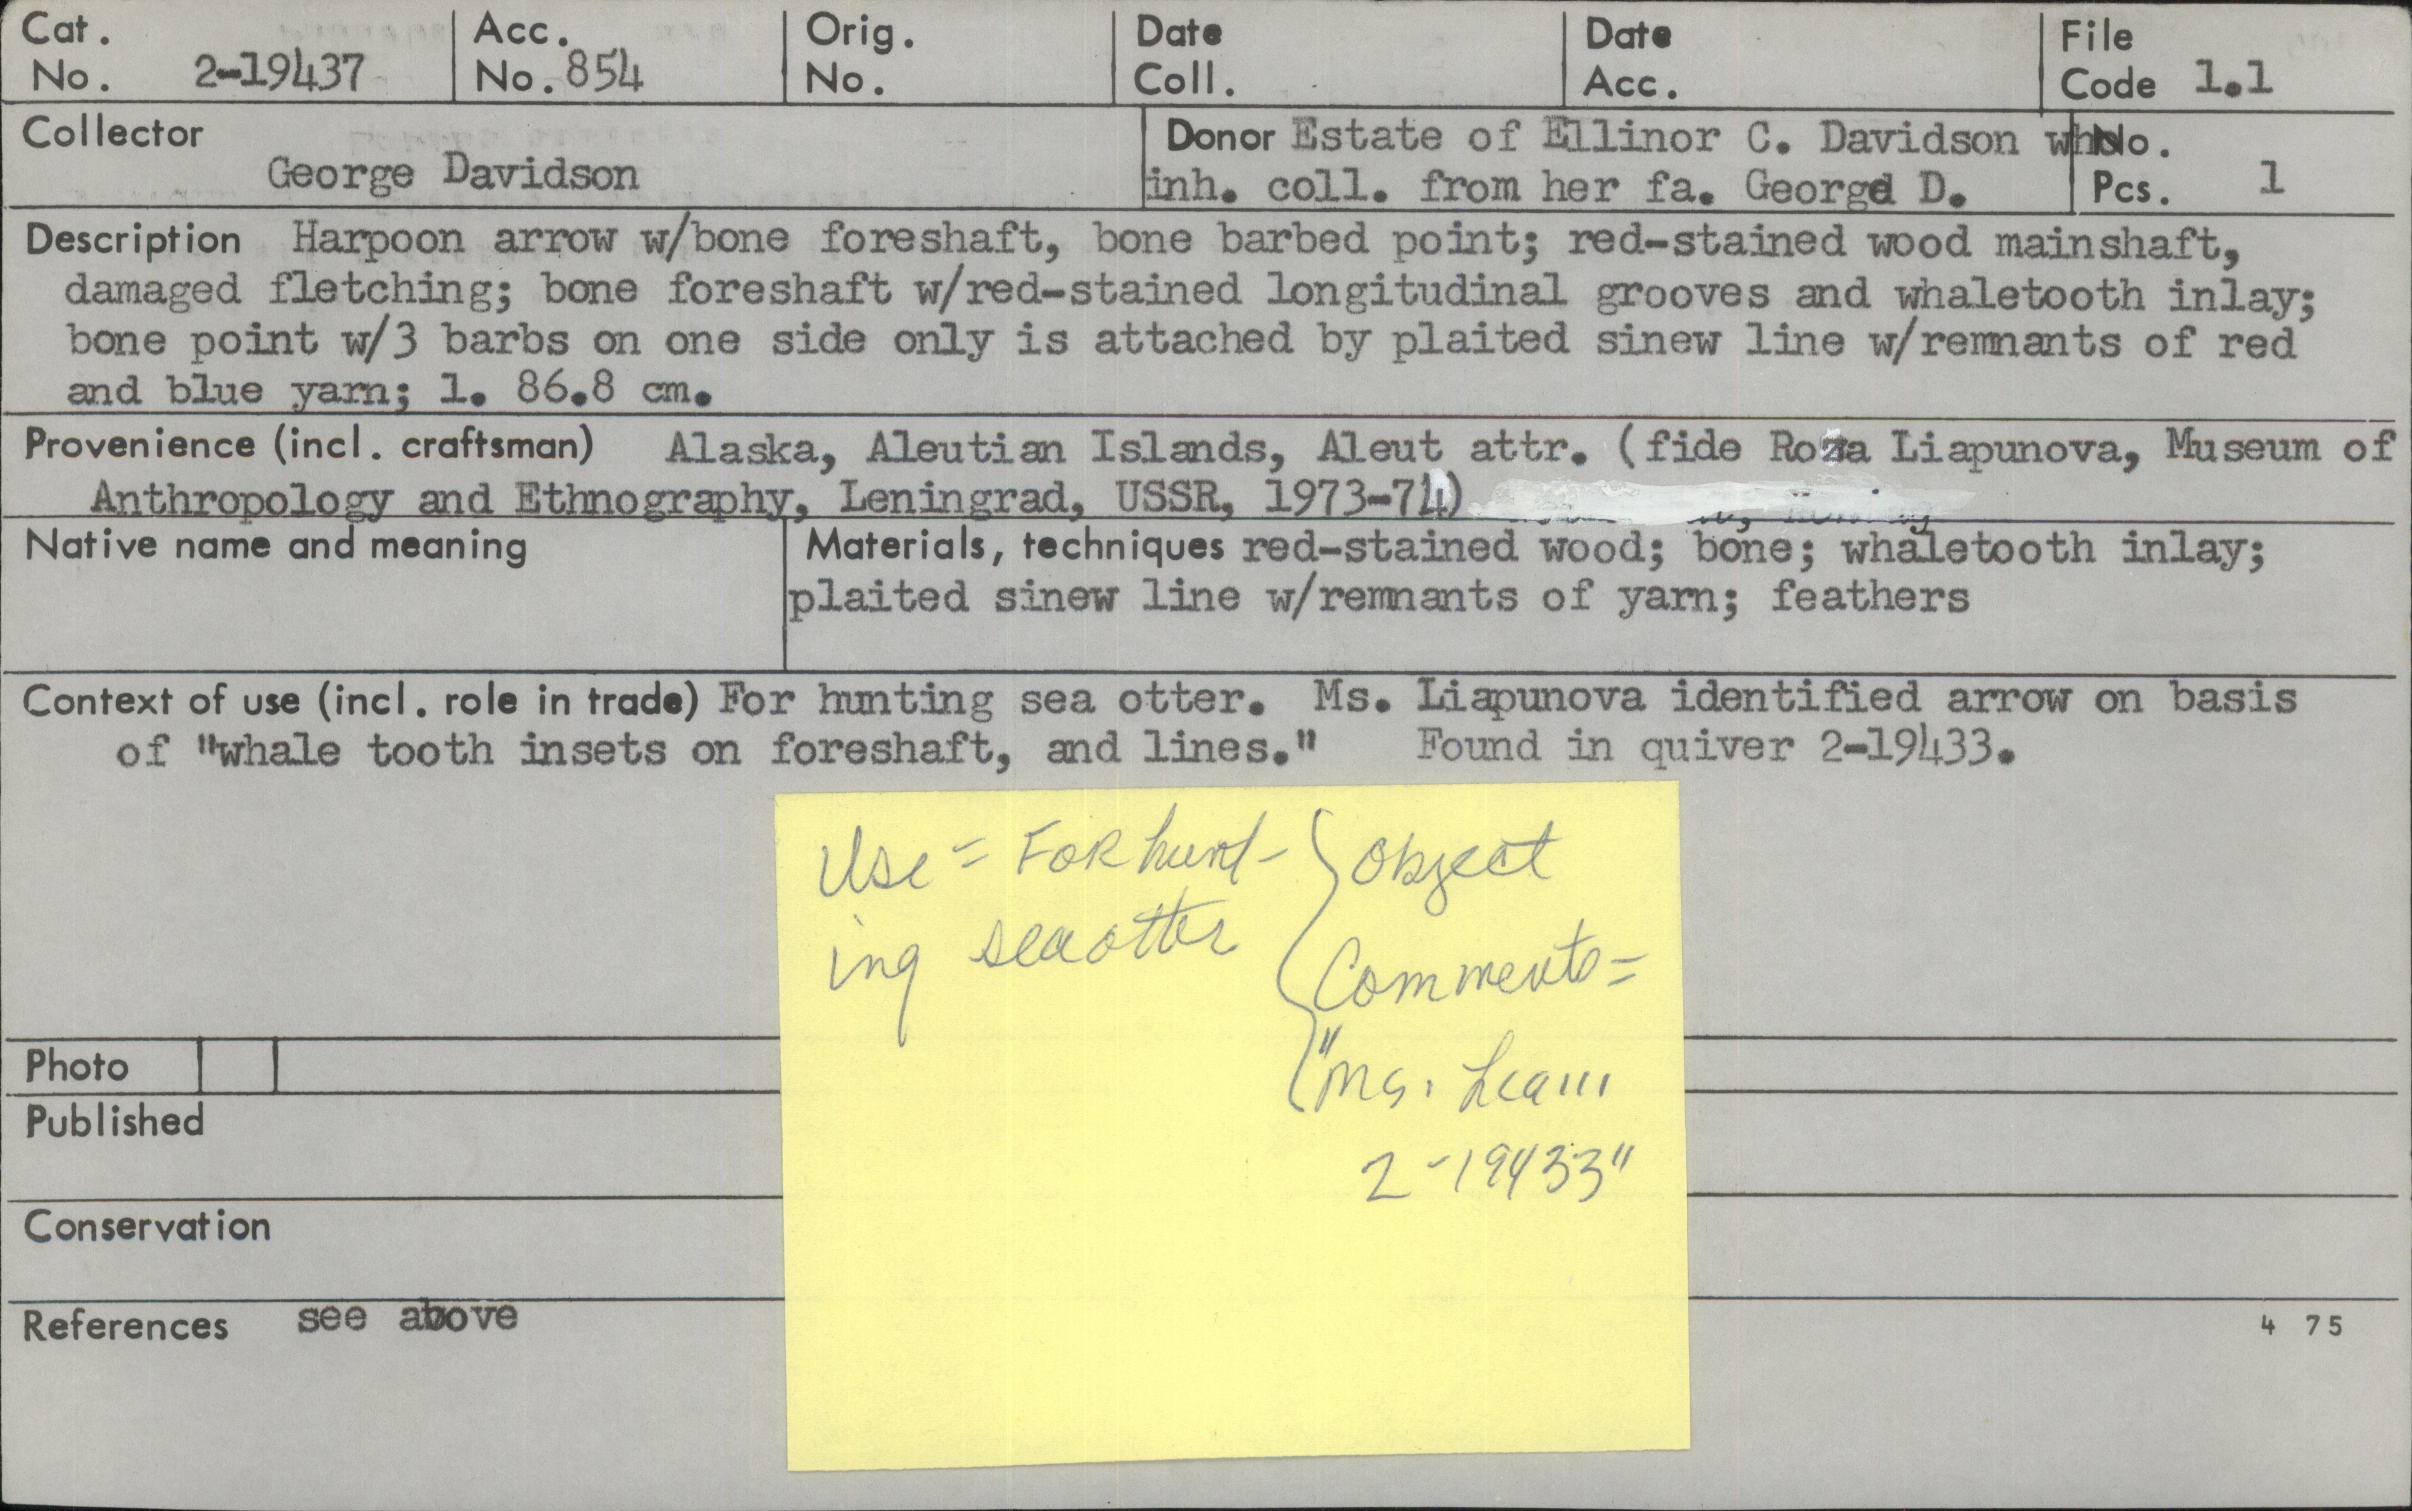 Cat. No. 2-19437 Acc. No. 854 Orig. No. Date Coll. Date Acc. File Code 1.1
Collector George Davidson
Donor Estate of Ellinor C. Davidson who
inh. coll. from her fa. George D.
No. Pcs. 1
Description Harpoon arrow w/bone foreshaft, bone barbed point; red-stained wood mainshaft,
damaged fletching; bone foreshaft w/red-stained longitudinal grooves and whaletooth inlay;
bone point w/3 barbs on one side only is attached by plaited sinew line w/remnants of red
and blue yarn; l. 86.8 cm.
Provenience (incl. craftsman) Alaska, Aleutian Islands, Aleut attr. (fide Roza Liapunova, Museum of
Anthropology and Ethnography, Leningrad, USSR, 1973-74)
Native name and meaning
Materials, techniques red-stained wood; bone; whaletooth inlay;
plaited sinew line w/remnants of yarn; feathers
Context of use (incl. role in trade) For hunting sea otter. Ms. Liapunova identified arrow on basis
of "whale tooth insets on foreshaft, and lines." Found in quiver 2-19433.
Use = For hunt-
ing sea otter
Object
Comments =
"Ms. Lia...
2-19433"
Photo
Published
Conservation
References see above
4 75